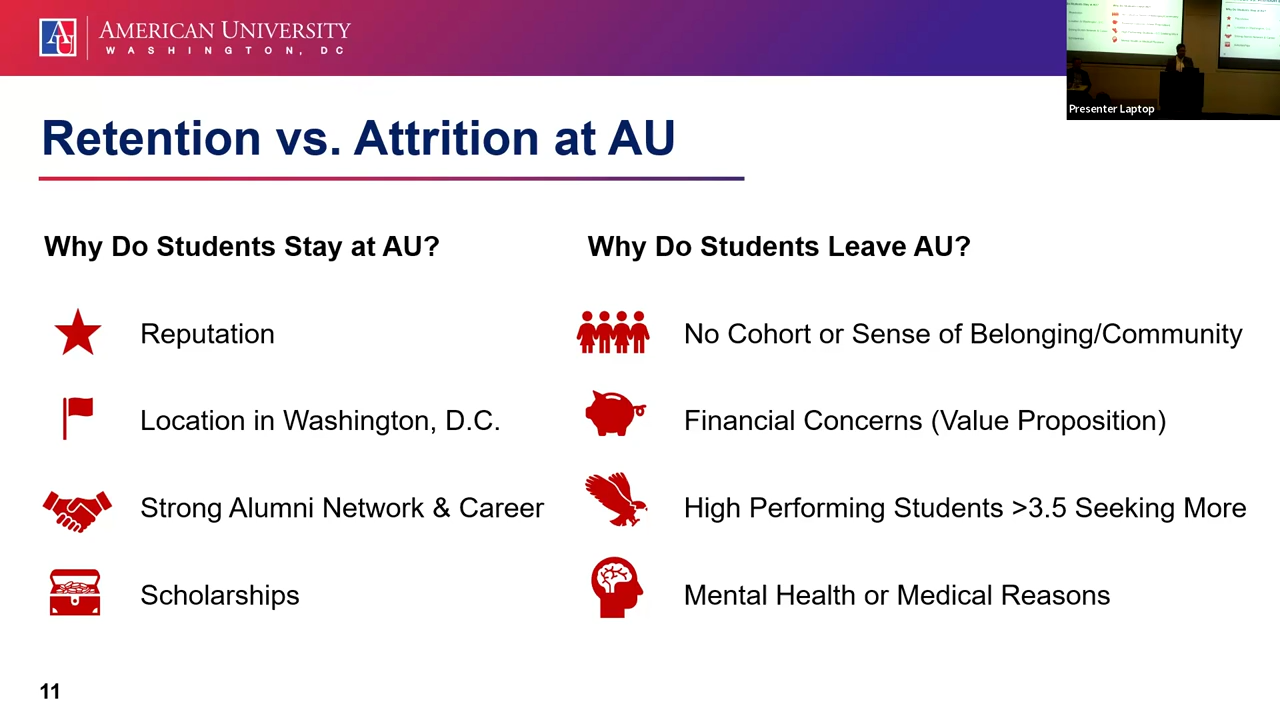 AMERICAN UNIVERSITY
WASHINGTON, DC
Presenter Laptop
Retention vs. Attrition at AU
Why Do Students Stay at AU?
Reputation
Location in Washington, D.C.
Strong Alumni Network & Career
Scholarships
Why Do Students Leave AU?
No Cohort or Sense of Belonging/Community
Financial Concerns (Value Proposition)
High Performing Students >3.5 Seeking More
Mental Health or Medical Reasons
11